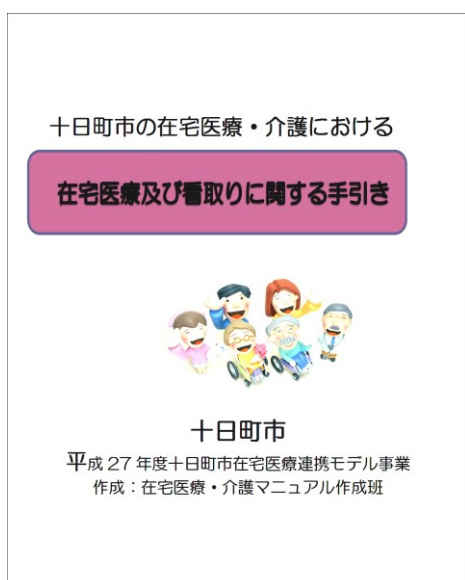 十日町市の在宅医療・介護における
在宅医療及び看取りに関する手引き
十日町市
平成 27 年度十日町市在宅医療連携モデル事業
作成：在宅医療・介護マニュアル作成班